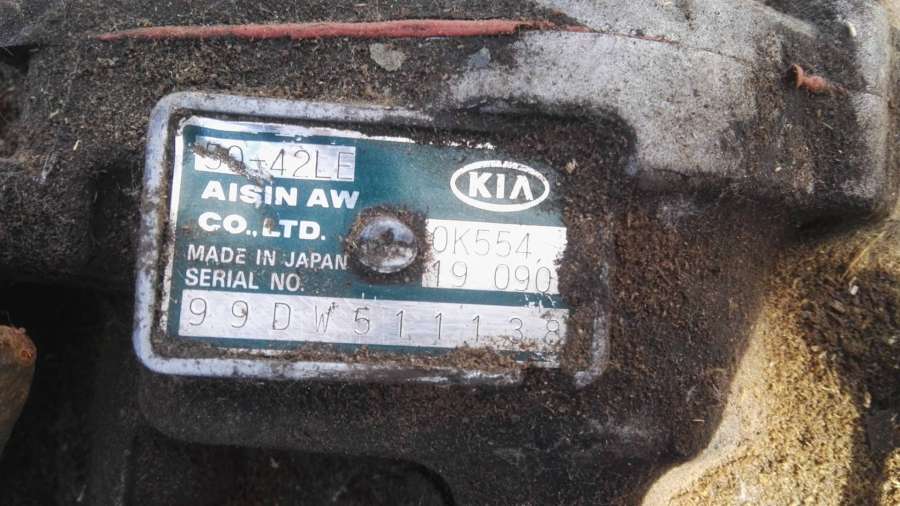 50-42LE
AISIN AW
CO., LTD.
KIA
MADE IN JAPAN
0K554
19 090
SERIAL NO.
99DW511138